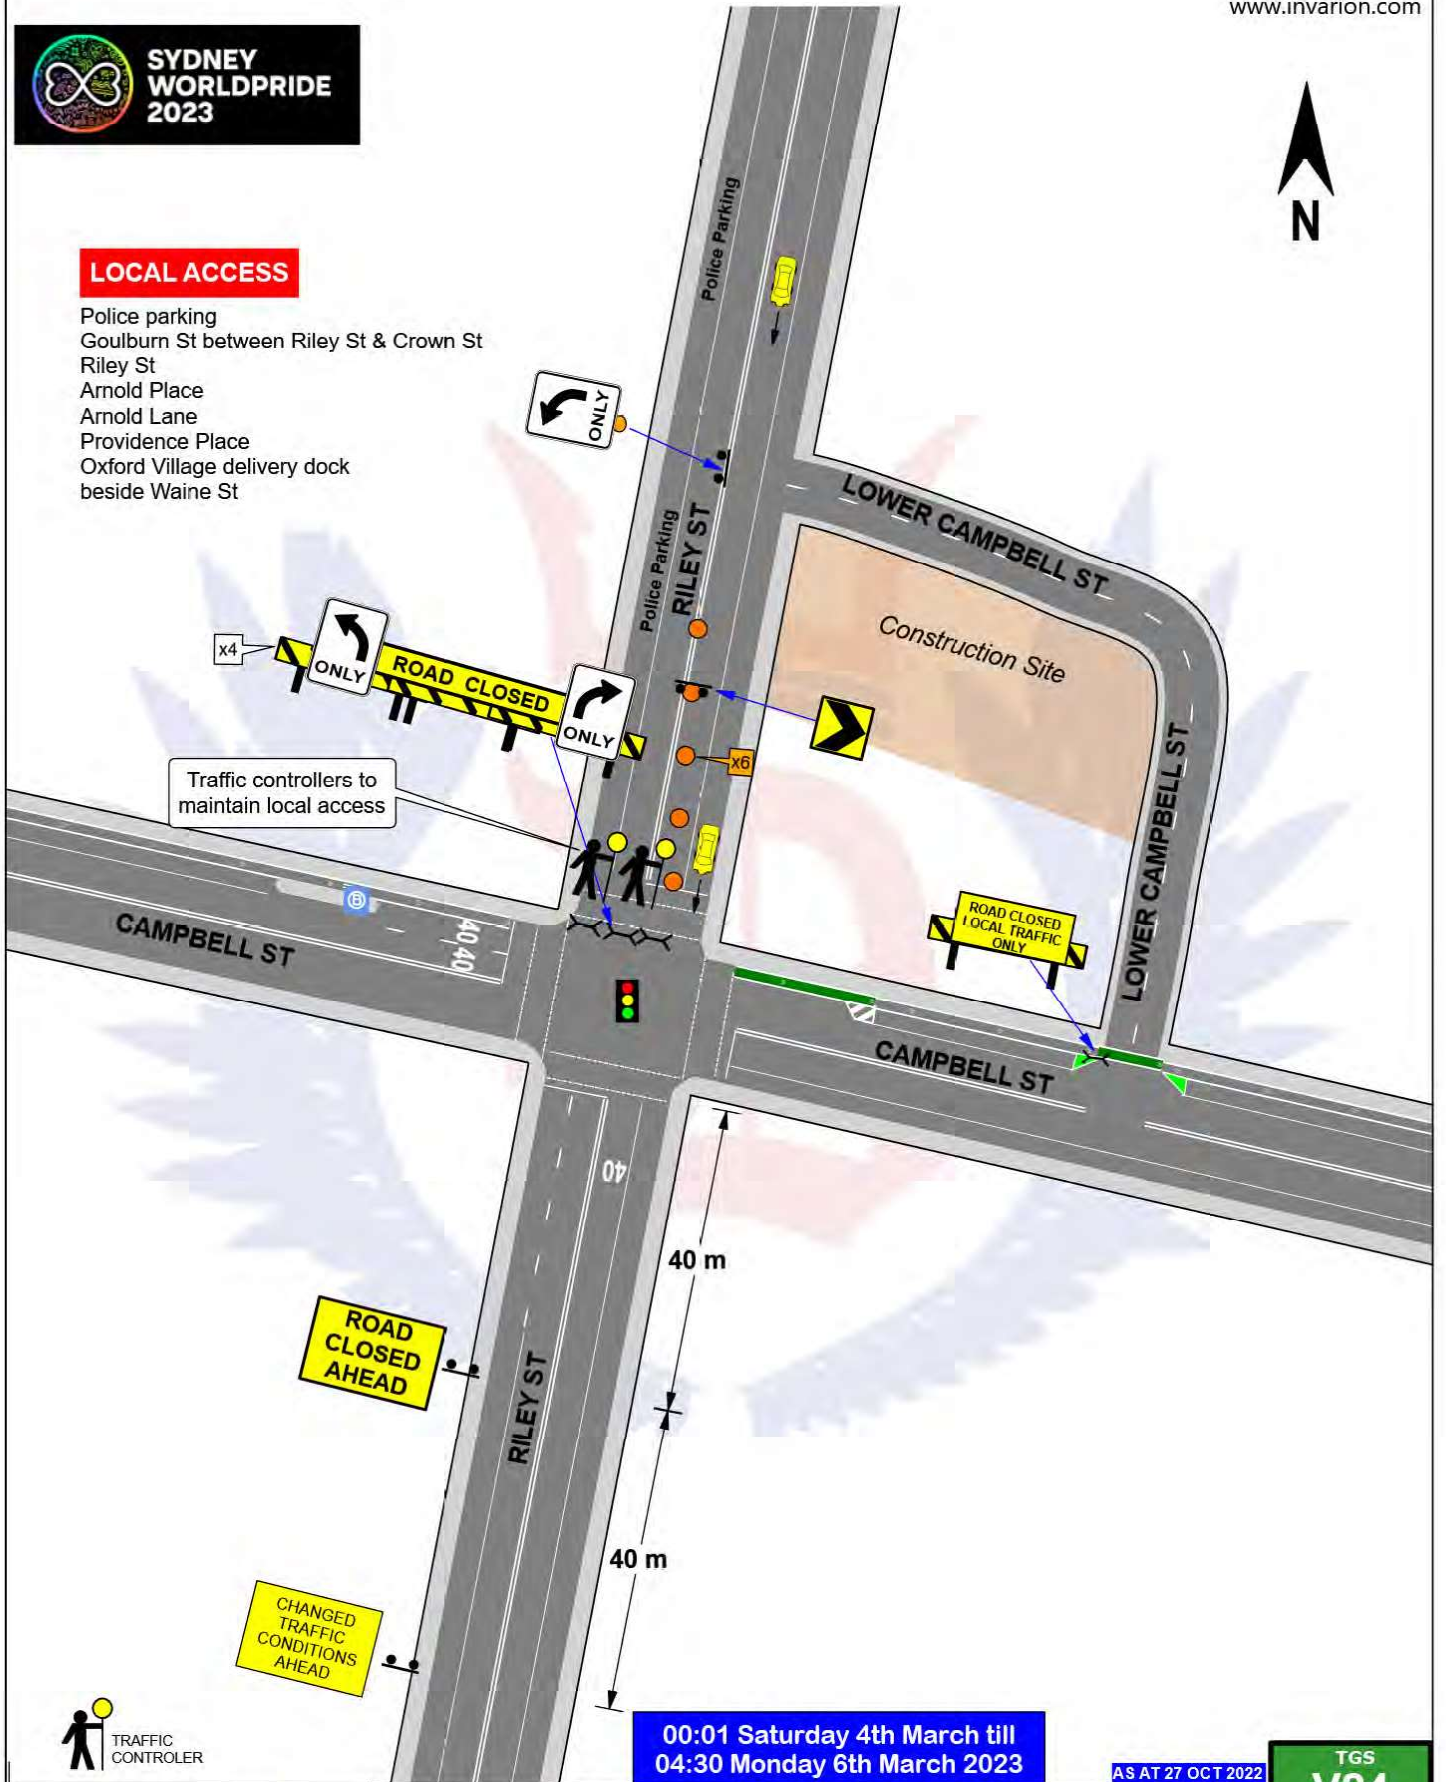 www.invarion.com
SYDNEY
WORLDPRIDE
2023
N
LOCAL ACCESS
Police parking
Goulburn St between Riley St & Crown St
Riley St
Arnold Place
Arnold Lane
Providence Place
Oxford Village delivery dock
beside Waine St
Police Parking
ONLY
LOWER CAMPBELL ST
Police Parking
RILEY ST
Construction Site
x4
ONLY
ROAD CLOSED
ONLY
x6
Traffic controllers to
maintain local access
LOWER CAMPBELL ST
B
CAMPBELL ST
40
40
ROAD CLOSED
LOCAL TRAFFIC
ONLY
CAMPBELL ST
40
40 m
ROAD
CLOSED
AHEAD
RILEY ST
40 m
CHANGED
TRAFFIC
CONDITIONS
AHEAD
TRAFFIC
CONTROLER
00:01 Saturday 4th March till
04:30 Monday 6th March 2023
AS AT 27 OCT 2022
TGS